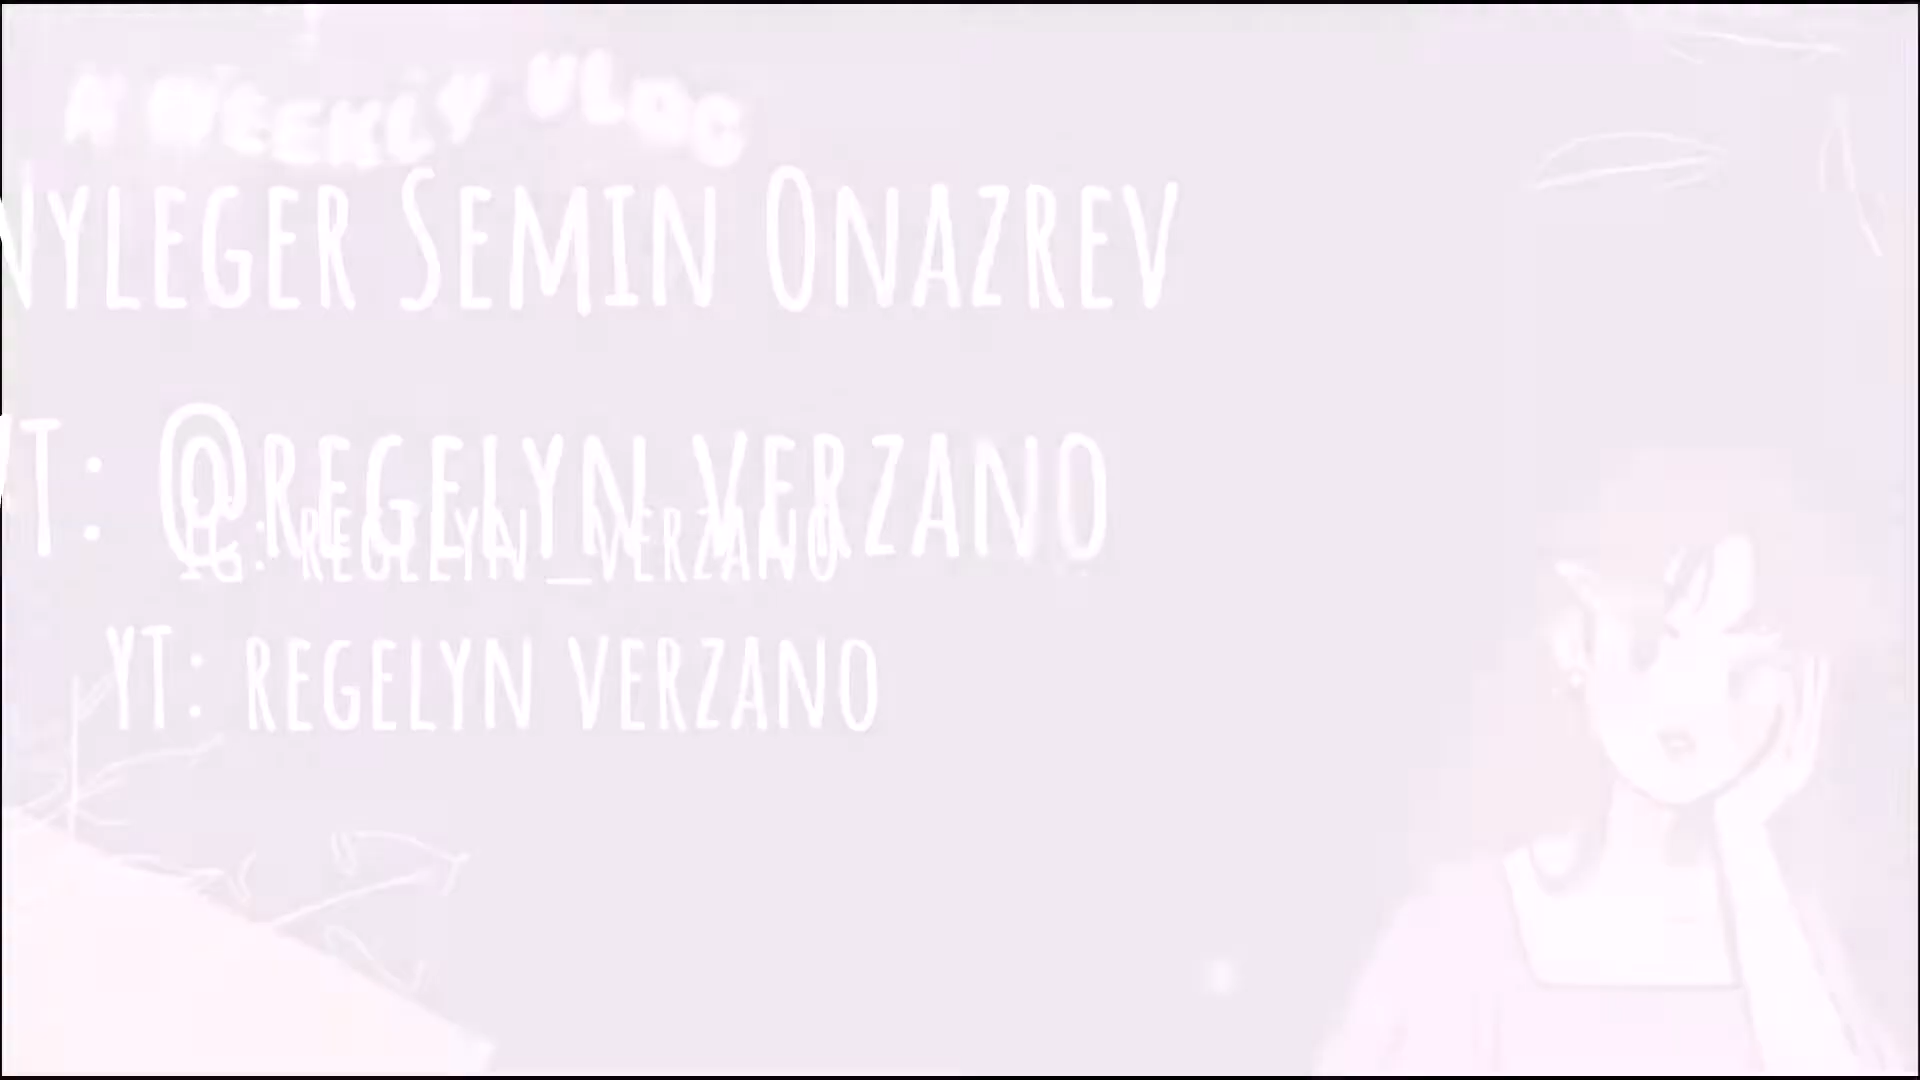 A WEEKLY VLOG
NYLEGER SEMIN ONAZREV
YT: @REGELYN VERZANO
IG: REGELYN_VERZANO
YT: REGELYN VERZANO